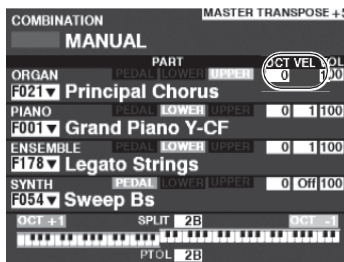 COMBINATION
MASTER TRANSPOSE +5
MANUAL
PART OCT VEL
ORGAN PEDAL LOWER UPPER 0 100
F021▼ Principal Chorus
PIANO PEDAL LOWER UPPER 0 1 100
F001▼ Grand Piano Y-CF
ENSEMBLE PEDAL LOWER UPPER 0 1 100
F178▼ Legato Strings
SYNTH PEDAL LOWER UPPER 0 Off 100
F054▼ Sweep Bs
OCT +1 SPLIT 2B OCT -1
PTOL 2B